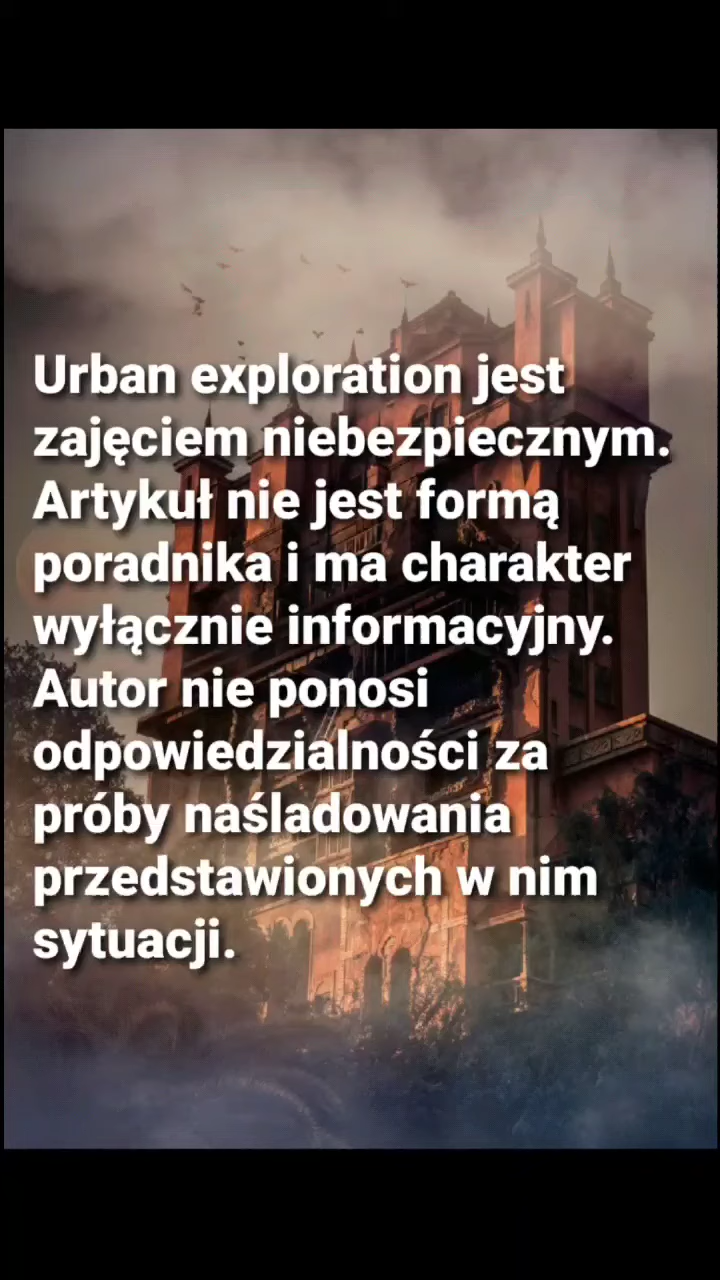 Urban exploration jest
zajęciem niebezpiecznym.
Artykuł nie jest formą
poradnika i ma charakter
wyłącznie informacyjny.
Autor nie ponosi
odpowiedzialności za
próby naśladowania
przedstawionych w nim
sytuacji.